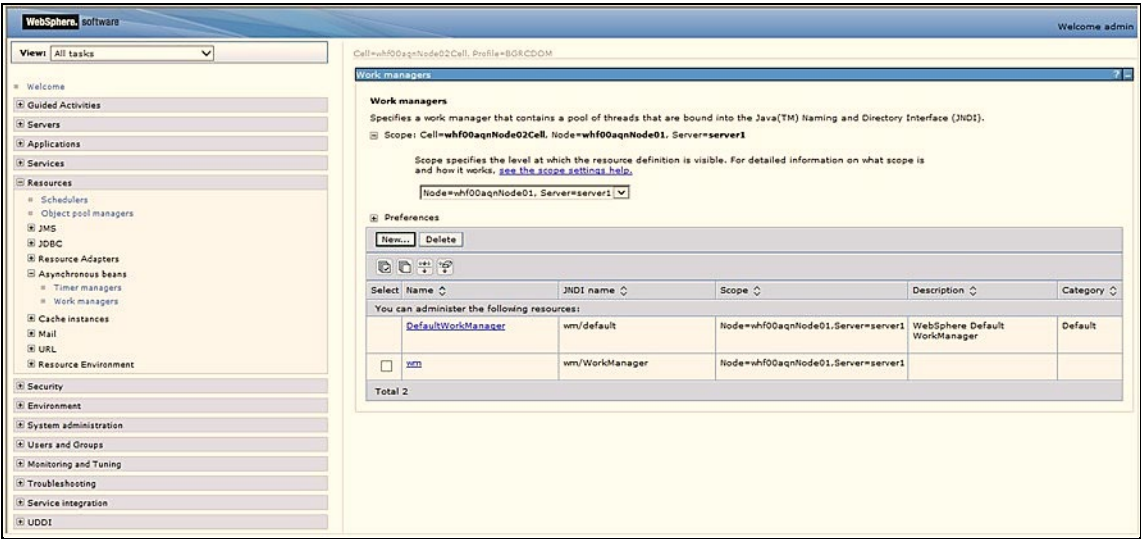 WebSphere. software
Welcome admin
View: All tasks
Welcome
Guided Activities
Servers
Applications
Services
Resources
Schedulers
Object pool managers
JMS
JDBC
Resource Adapters
Asynchronous beans
Timer managers
Work managers
Cache instances
Mail
URL
Resource Environment
Security
Environment
System administration
Users and Groups
Monitoring and Tuning
Troubleshooting
Service integration
UDDI
Cell=whf00aqnNode02Cell, Profile=BGRCDOM
Work managers
? -
Work managers
Specifies a work manager that contains a pool of threads that are bound into the Java(TM) Naming and Directory Interface (JNDI).
Scope: Cell=whf00aqnNode02Cell, Node=whf00aqnNode01, Server=server1
Scope specifies the level at which the resource definition is visible. For detailed information on what scope is
and how it works, see the scope settings help.
Node=whf00aqnNode01, Server=server1
Preferences
New... Delete
Select Name JNDI name Scope Description Category
You can administer the following resources:
DefaultWorkManager wm/default Node=whf00aqnNode01,Server=server1 WebSphere Default Default
WorkManager
wm wm/WorkManager Node=whf00aqnNode01,Server=server1
Total 2